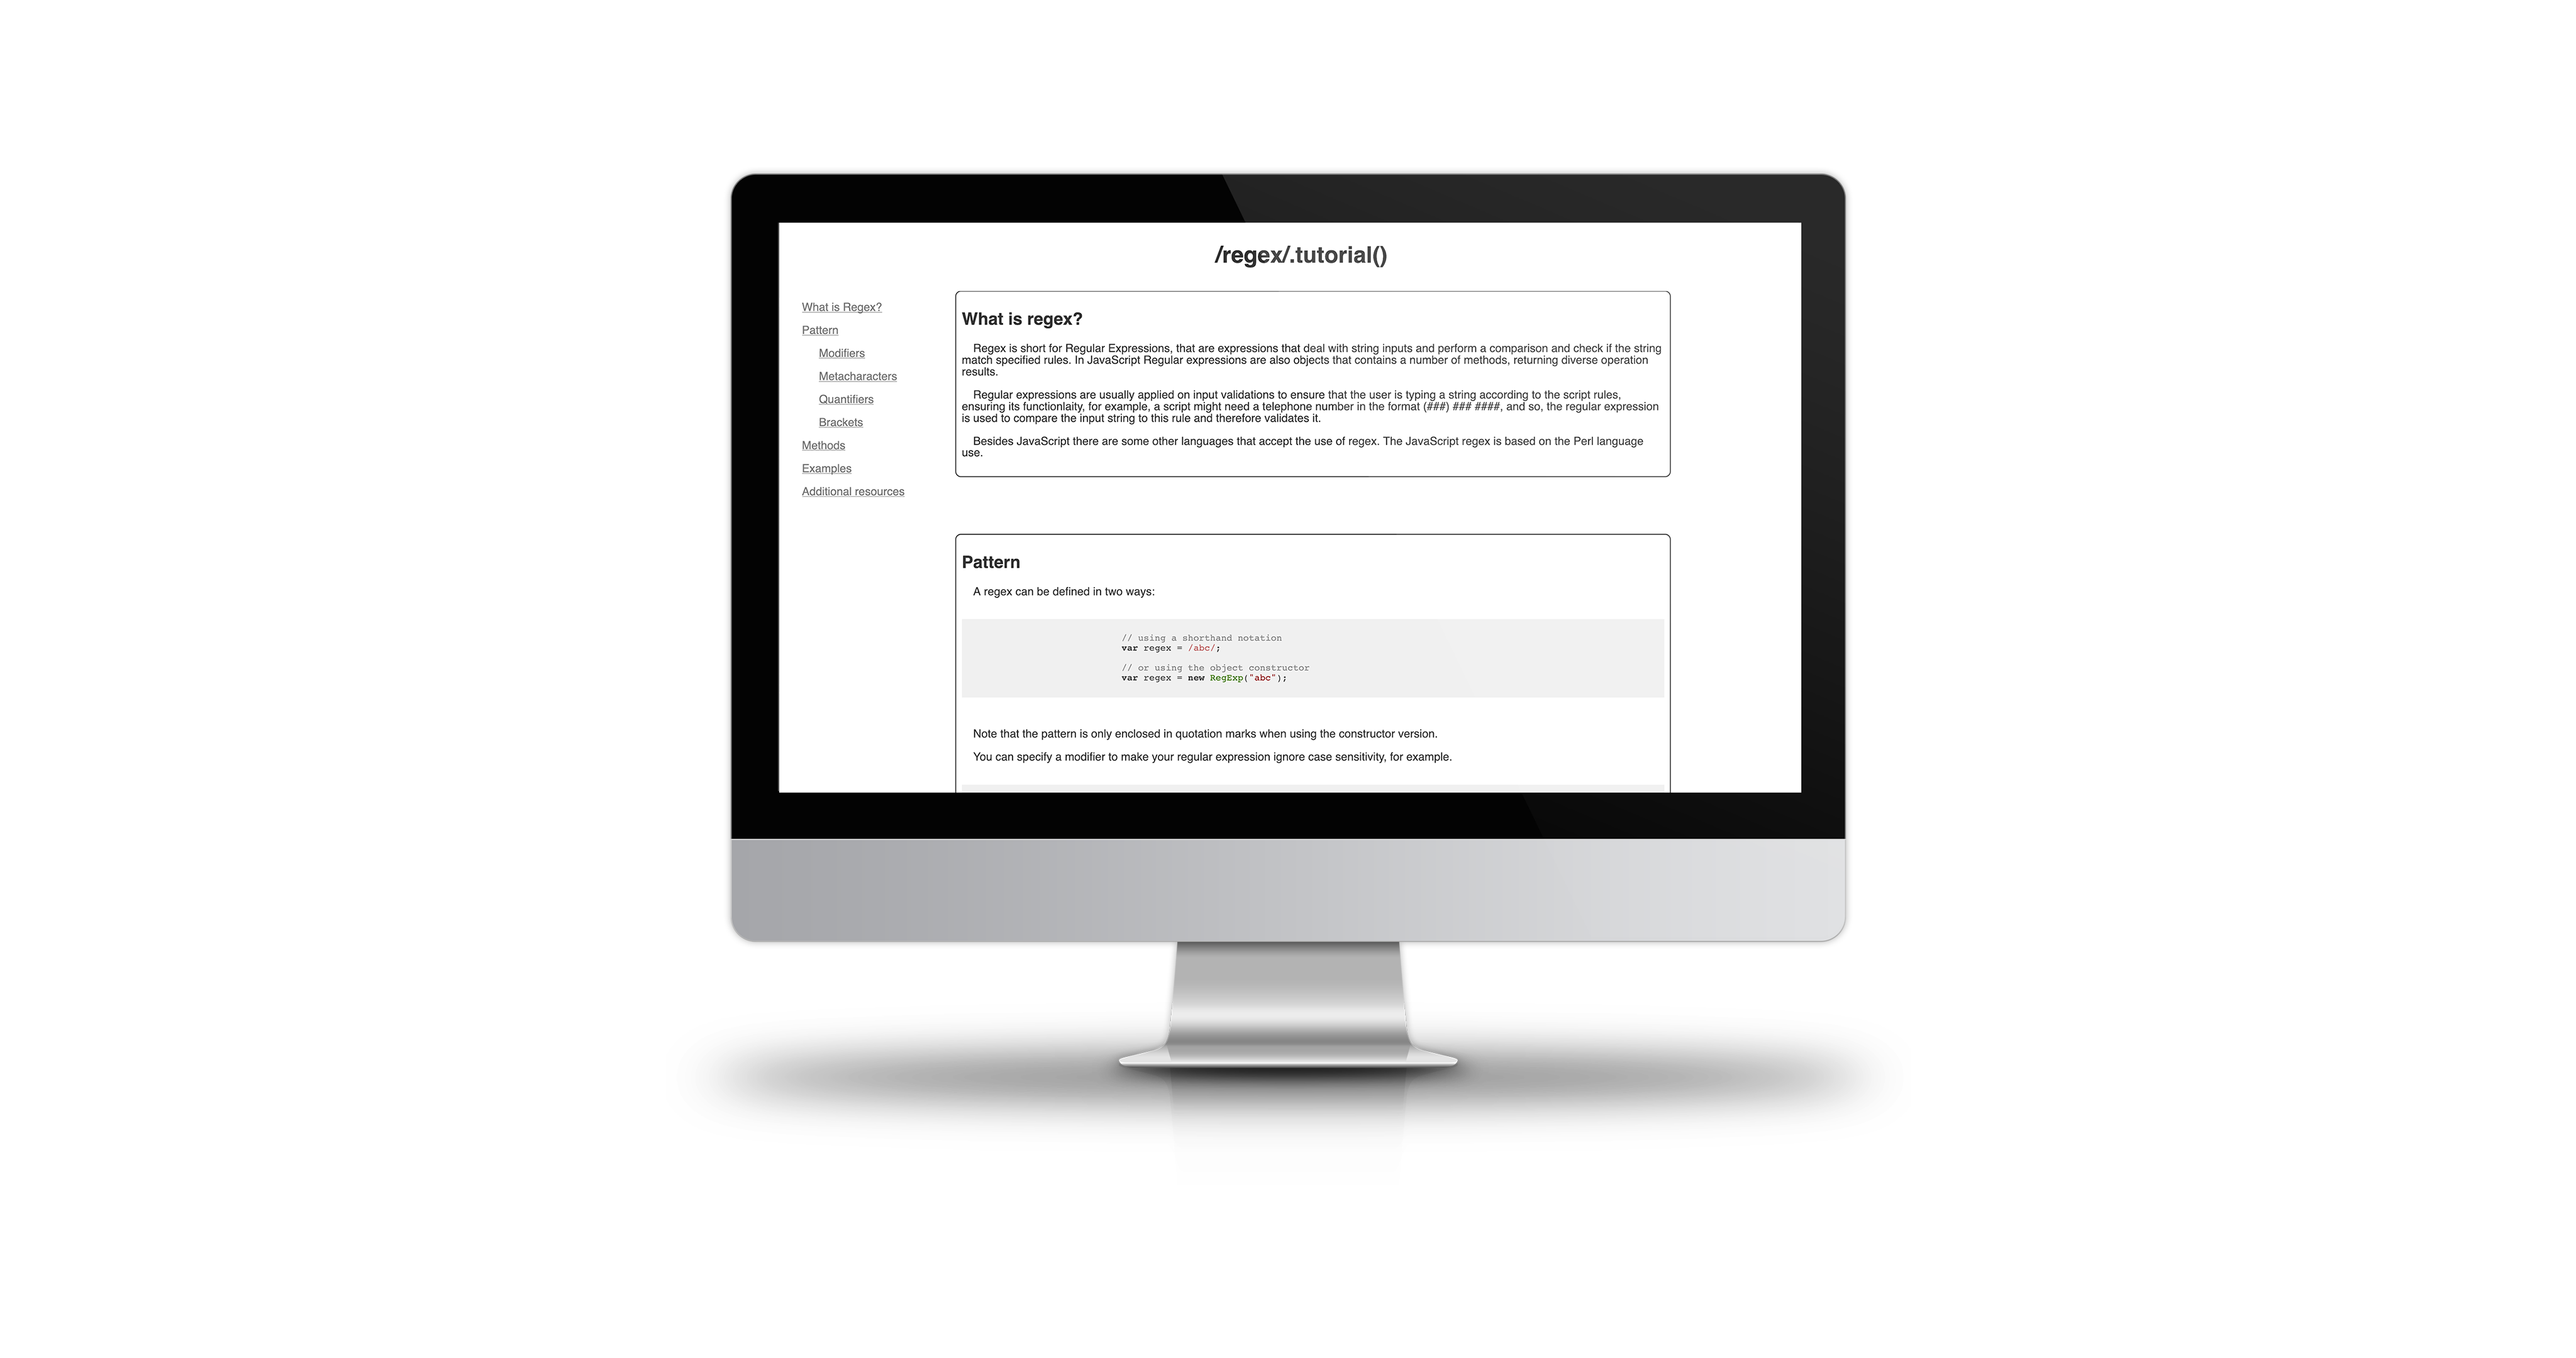 /regex/.tutorial()
What is Regex?
Pattern
Modifiers
Metacharacters
Quantifiers
Brackets
Methods
Examples
Additional resources
What is regex?
Regex is short for Regular Expressions, that are expressions that deal with string inputs and perform a comparison and check if the string
match specified rules. In JavaScript Regular expressions are also objects that contains a number of methods, returning diverse operation
results.
Regular expressions are usually applied on input validations to ensure that the user is typing a string according to the script rules,
ensuring its functionlaity, for example, a script might need a telephone number in the format (###) ### ####, and so, the regular expression
is used to compare the input string to this rule and therefore validates it.
Besides JavaScript there are some other languages that accept the use of regex. The JavaScript regex is based on the Perl language
use.
Pattern
A regex can be defined in two ways:
// using a shorthand notation
var regex = /abc/;
// or using the object constructor
var regex = new RegExp("abc");
Note that the pattern is only enclosed in quotation marks when using the constructor version.
You can specify a modifier to make your regular expression ignore case sensitivity, for example.